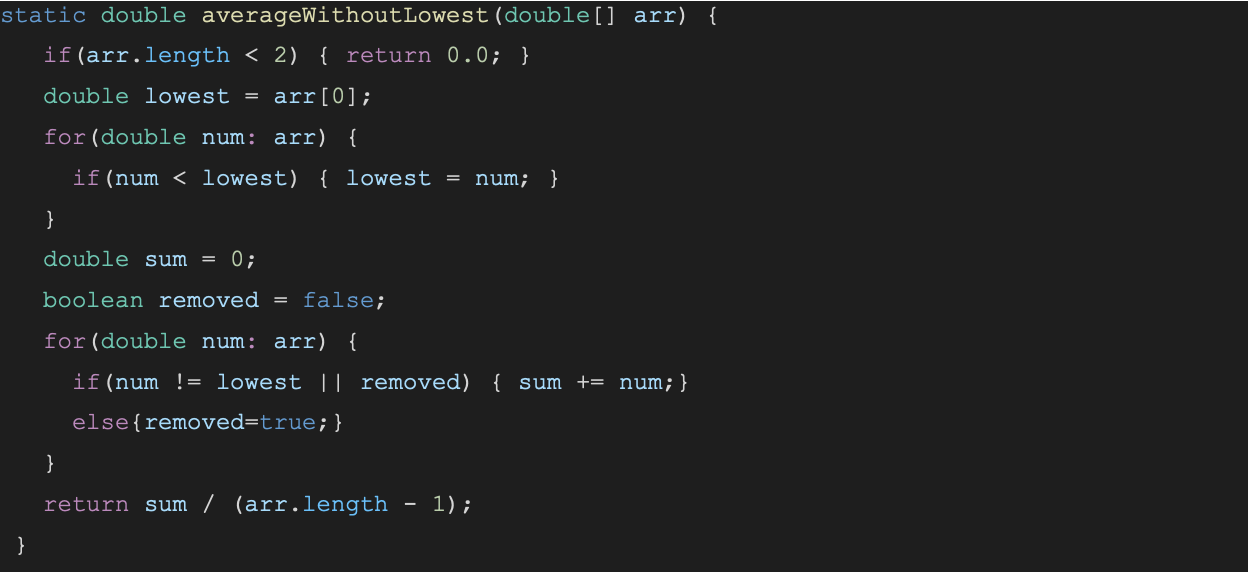 static double averageWithoutLowest(double[] arr) {
   if(arr.length < 2) { return 0.0; }
   double lowest = arr[0];
   for(double num: arr) {
     if(num < lowest) { lowest = num; }
   }
   double sum = 0;
   boolean removed = false;
   for(double num: arr) {
     if(num != lowest || removed) { sum += num;}
     else{removed=true;}
   }
   return sum / (arr.length - 1);
 }